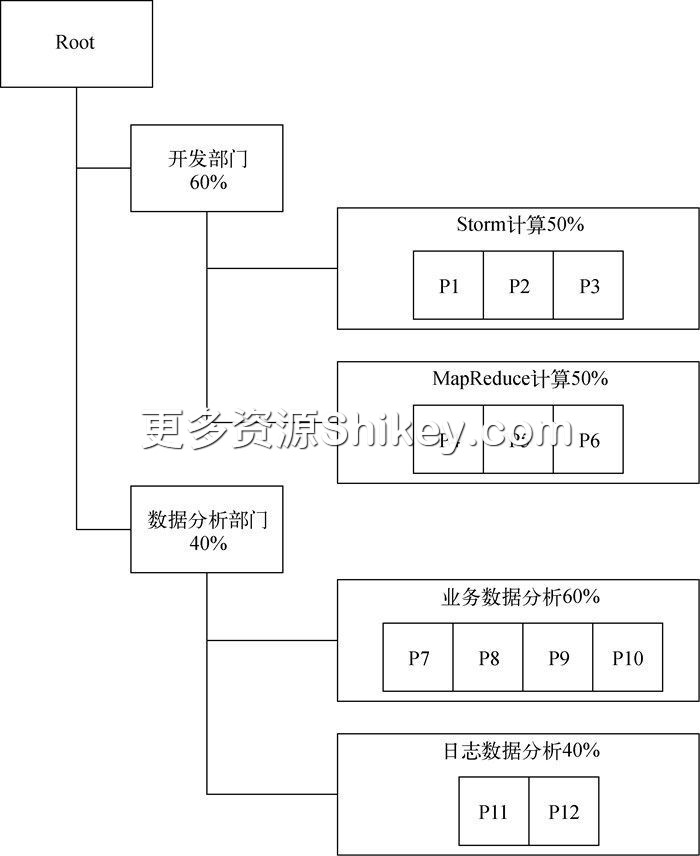 Root
开发部门
60%
Storm计算50%
P1 P2 P3
MapReduce计算50%
更多资源Shikey.com
P4 P5 P6
数据分析部门
40%
业务数据分析60%
P7 P8 P9 P10
日志数据分析40%
P11 P12